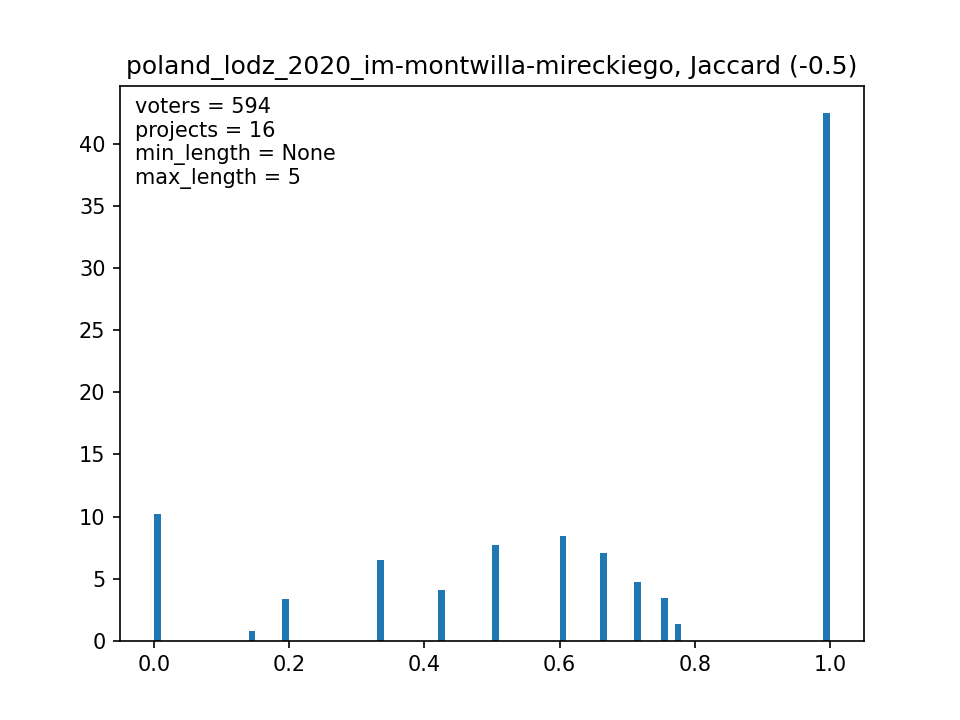 poland_lodz_2020_im-montwilla-mireckiego, Jaccard (-0.5)
voters = 594
projects = 16
min_length = None
max_length = 5
40
35
30
25
20
15
10
5
0
0.0 0.2 0.4 0.6 0.8 1.0